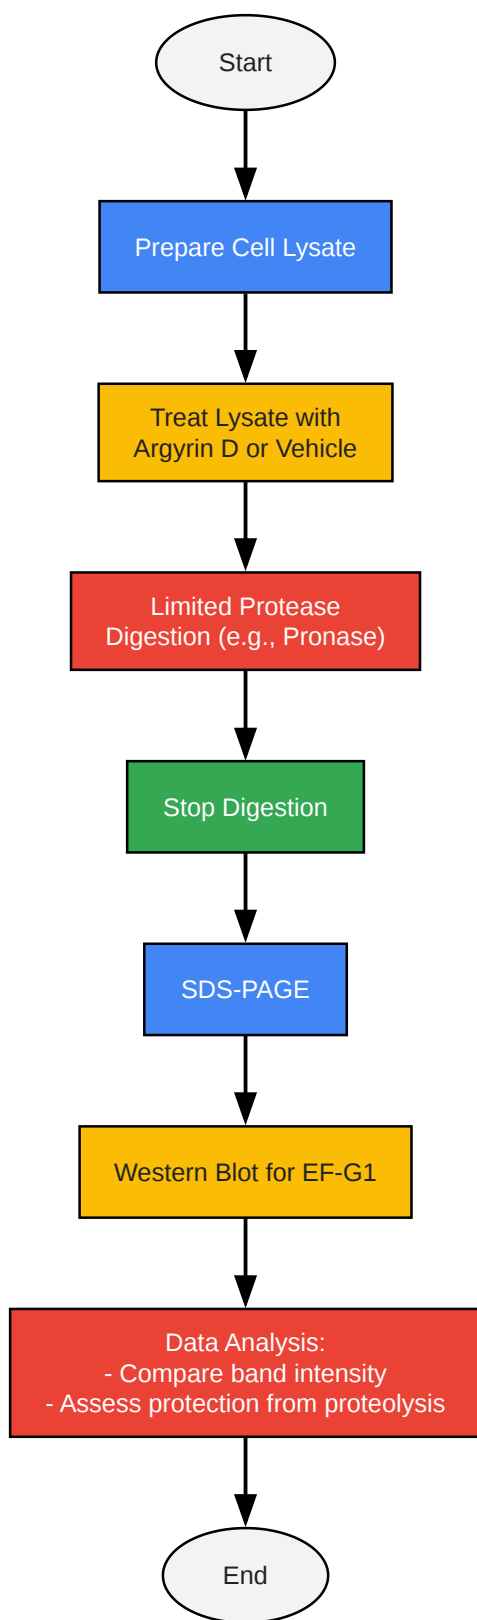 Start
Prepare Cell Lysate
Treat Lysate with
Argyrin D or Vehicle
Limited Protease
Digestion (e.g., Pronase)
Stop Digestion
SDS-PAGE
Western Blot for EF-G1
Data Analysis:
- Compare band intensity
- Assess protection from proteolysis
End